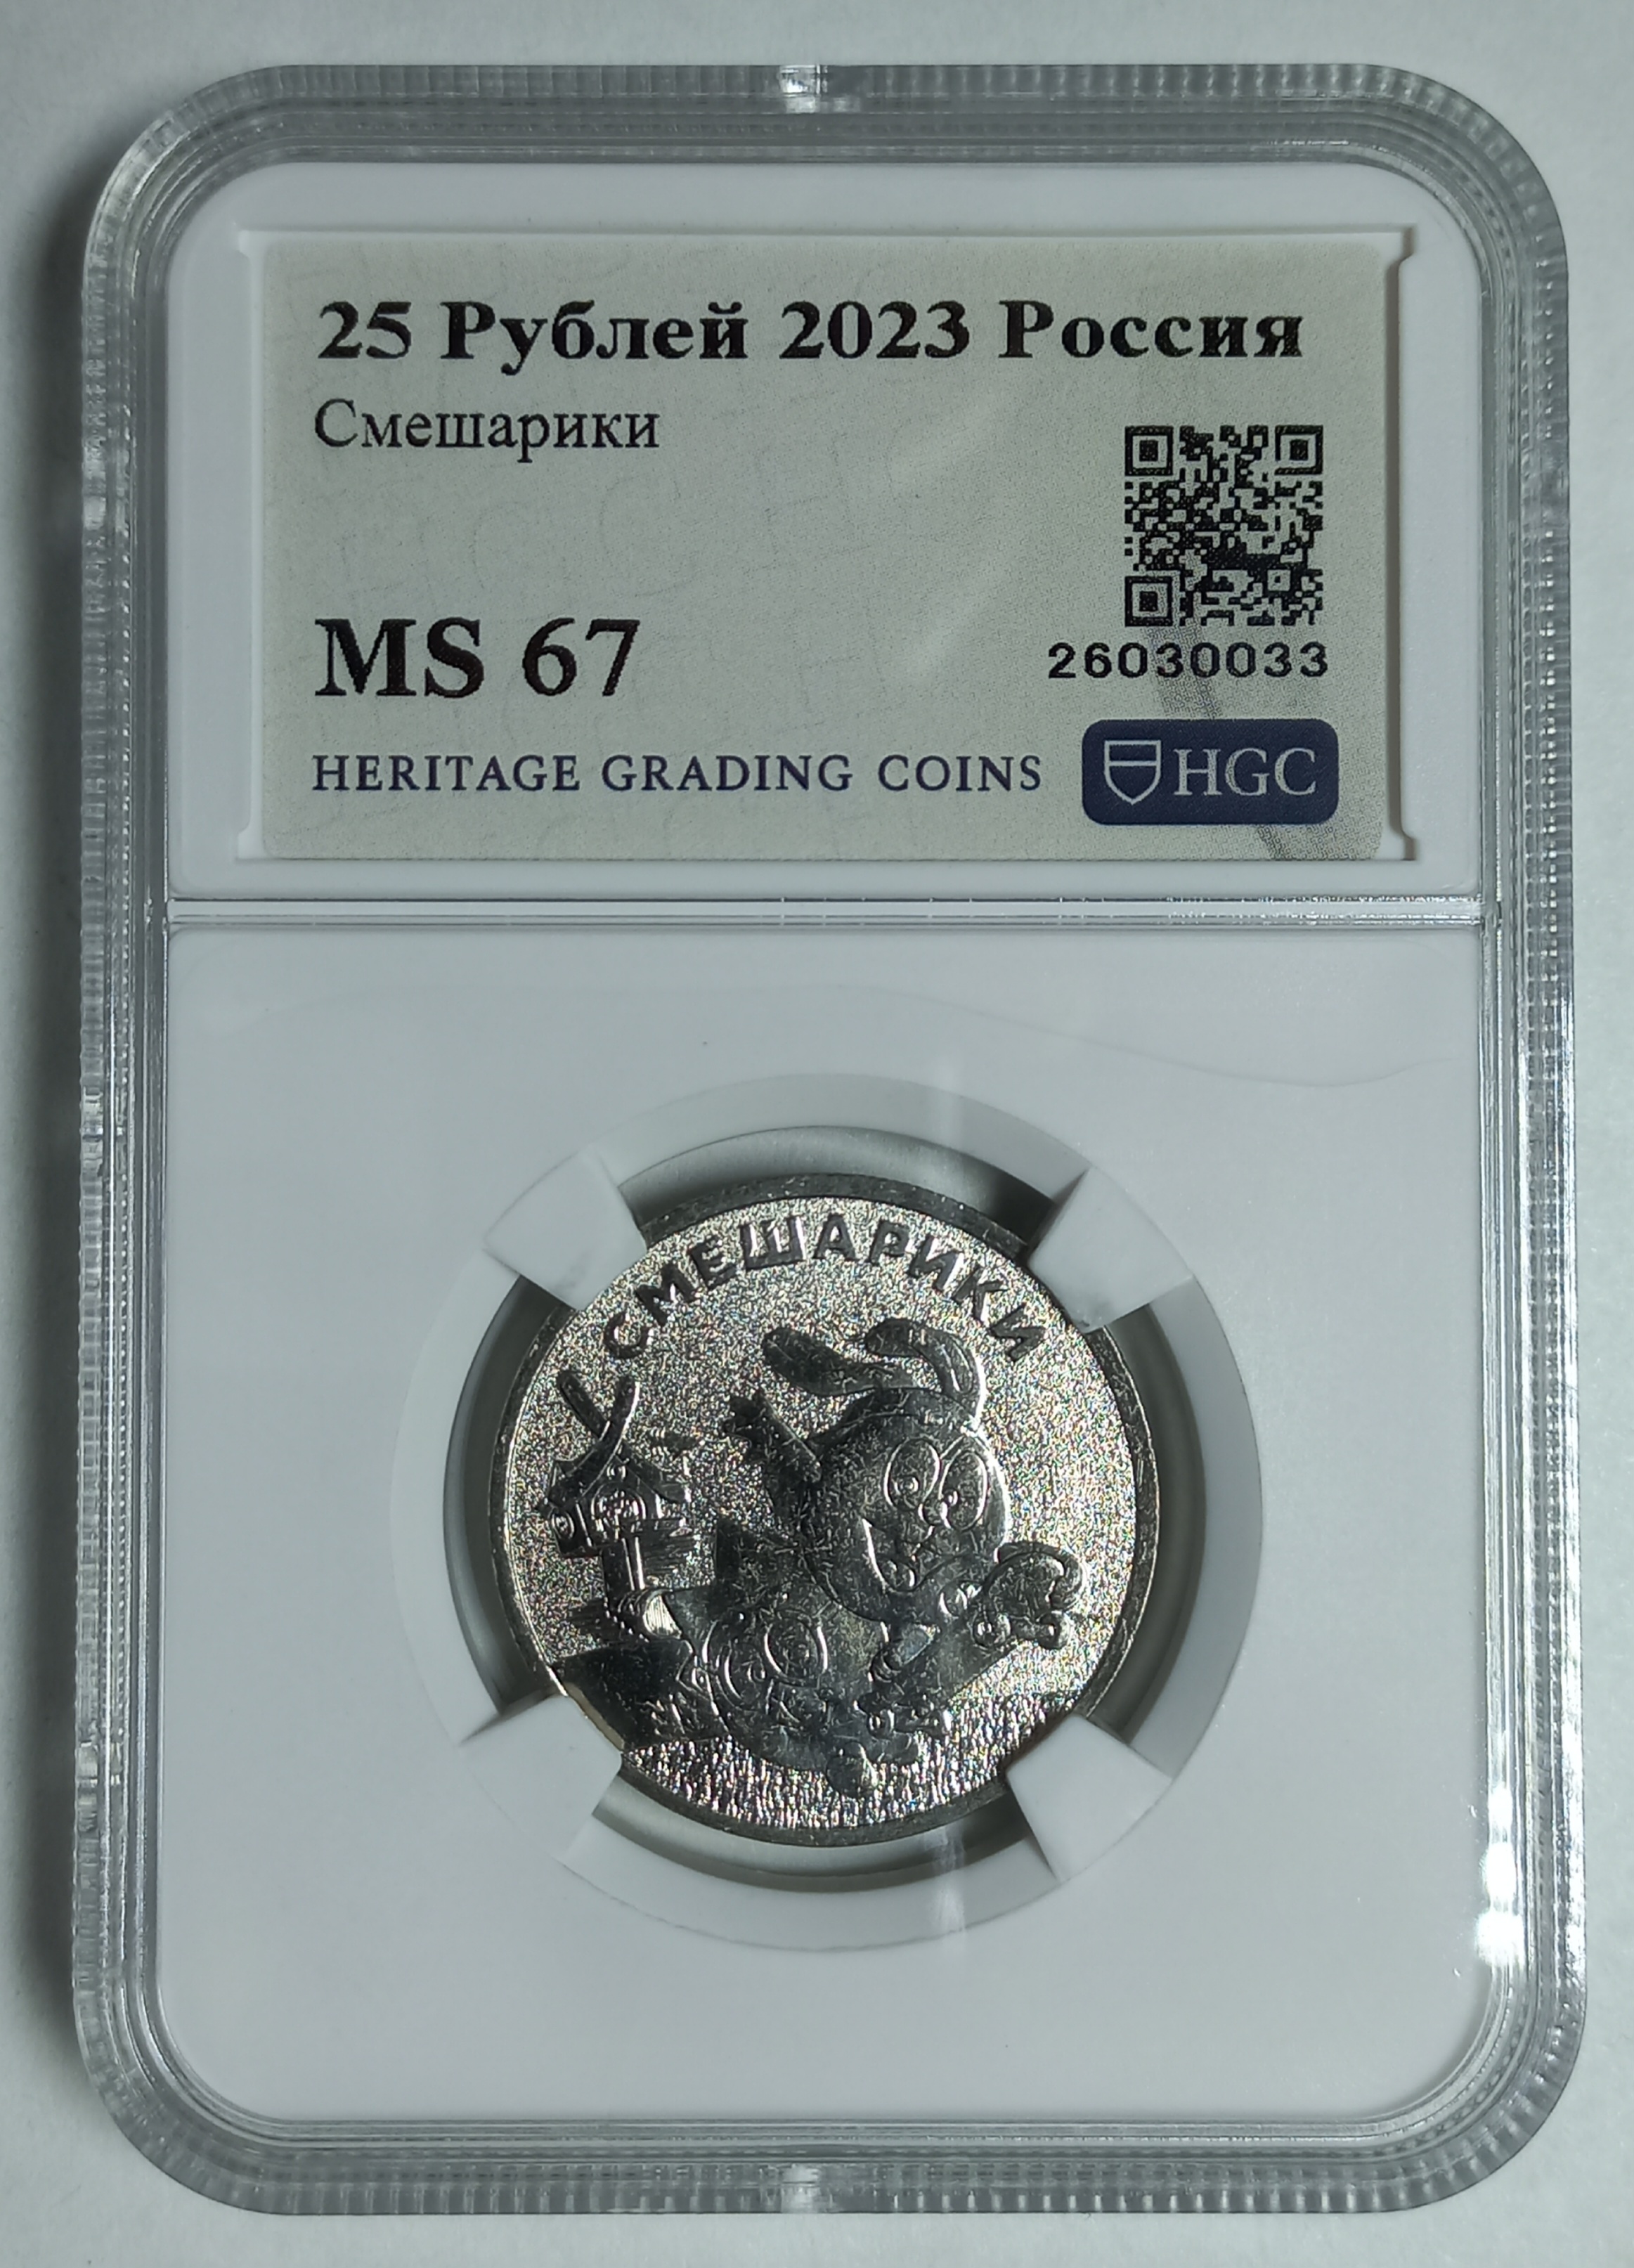 25 Рублей 2023 Россия
Смешарики
MS 67
26030033
HERITAGE GRADING COINS
HGC
СМЕШАРИКИ